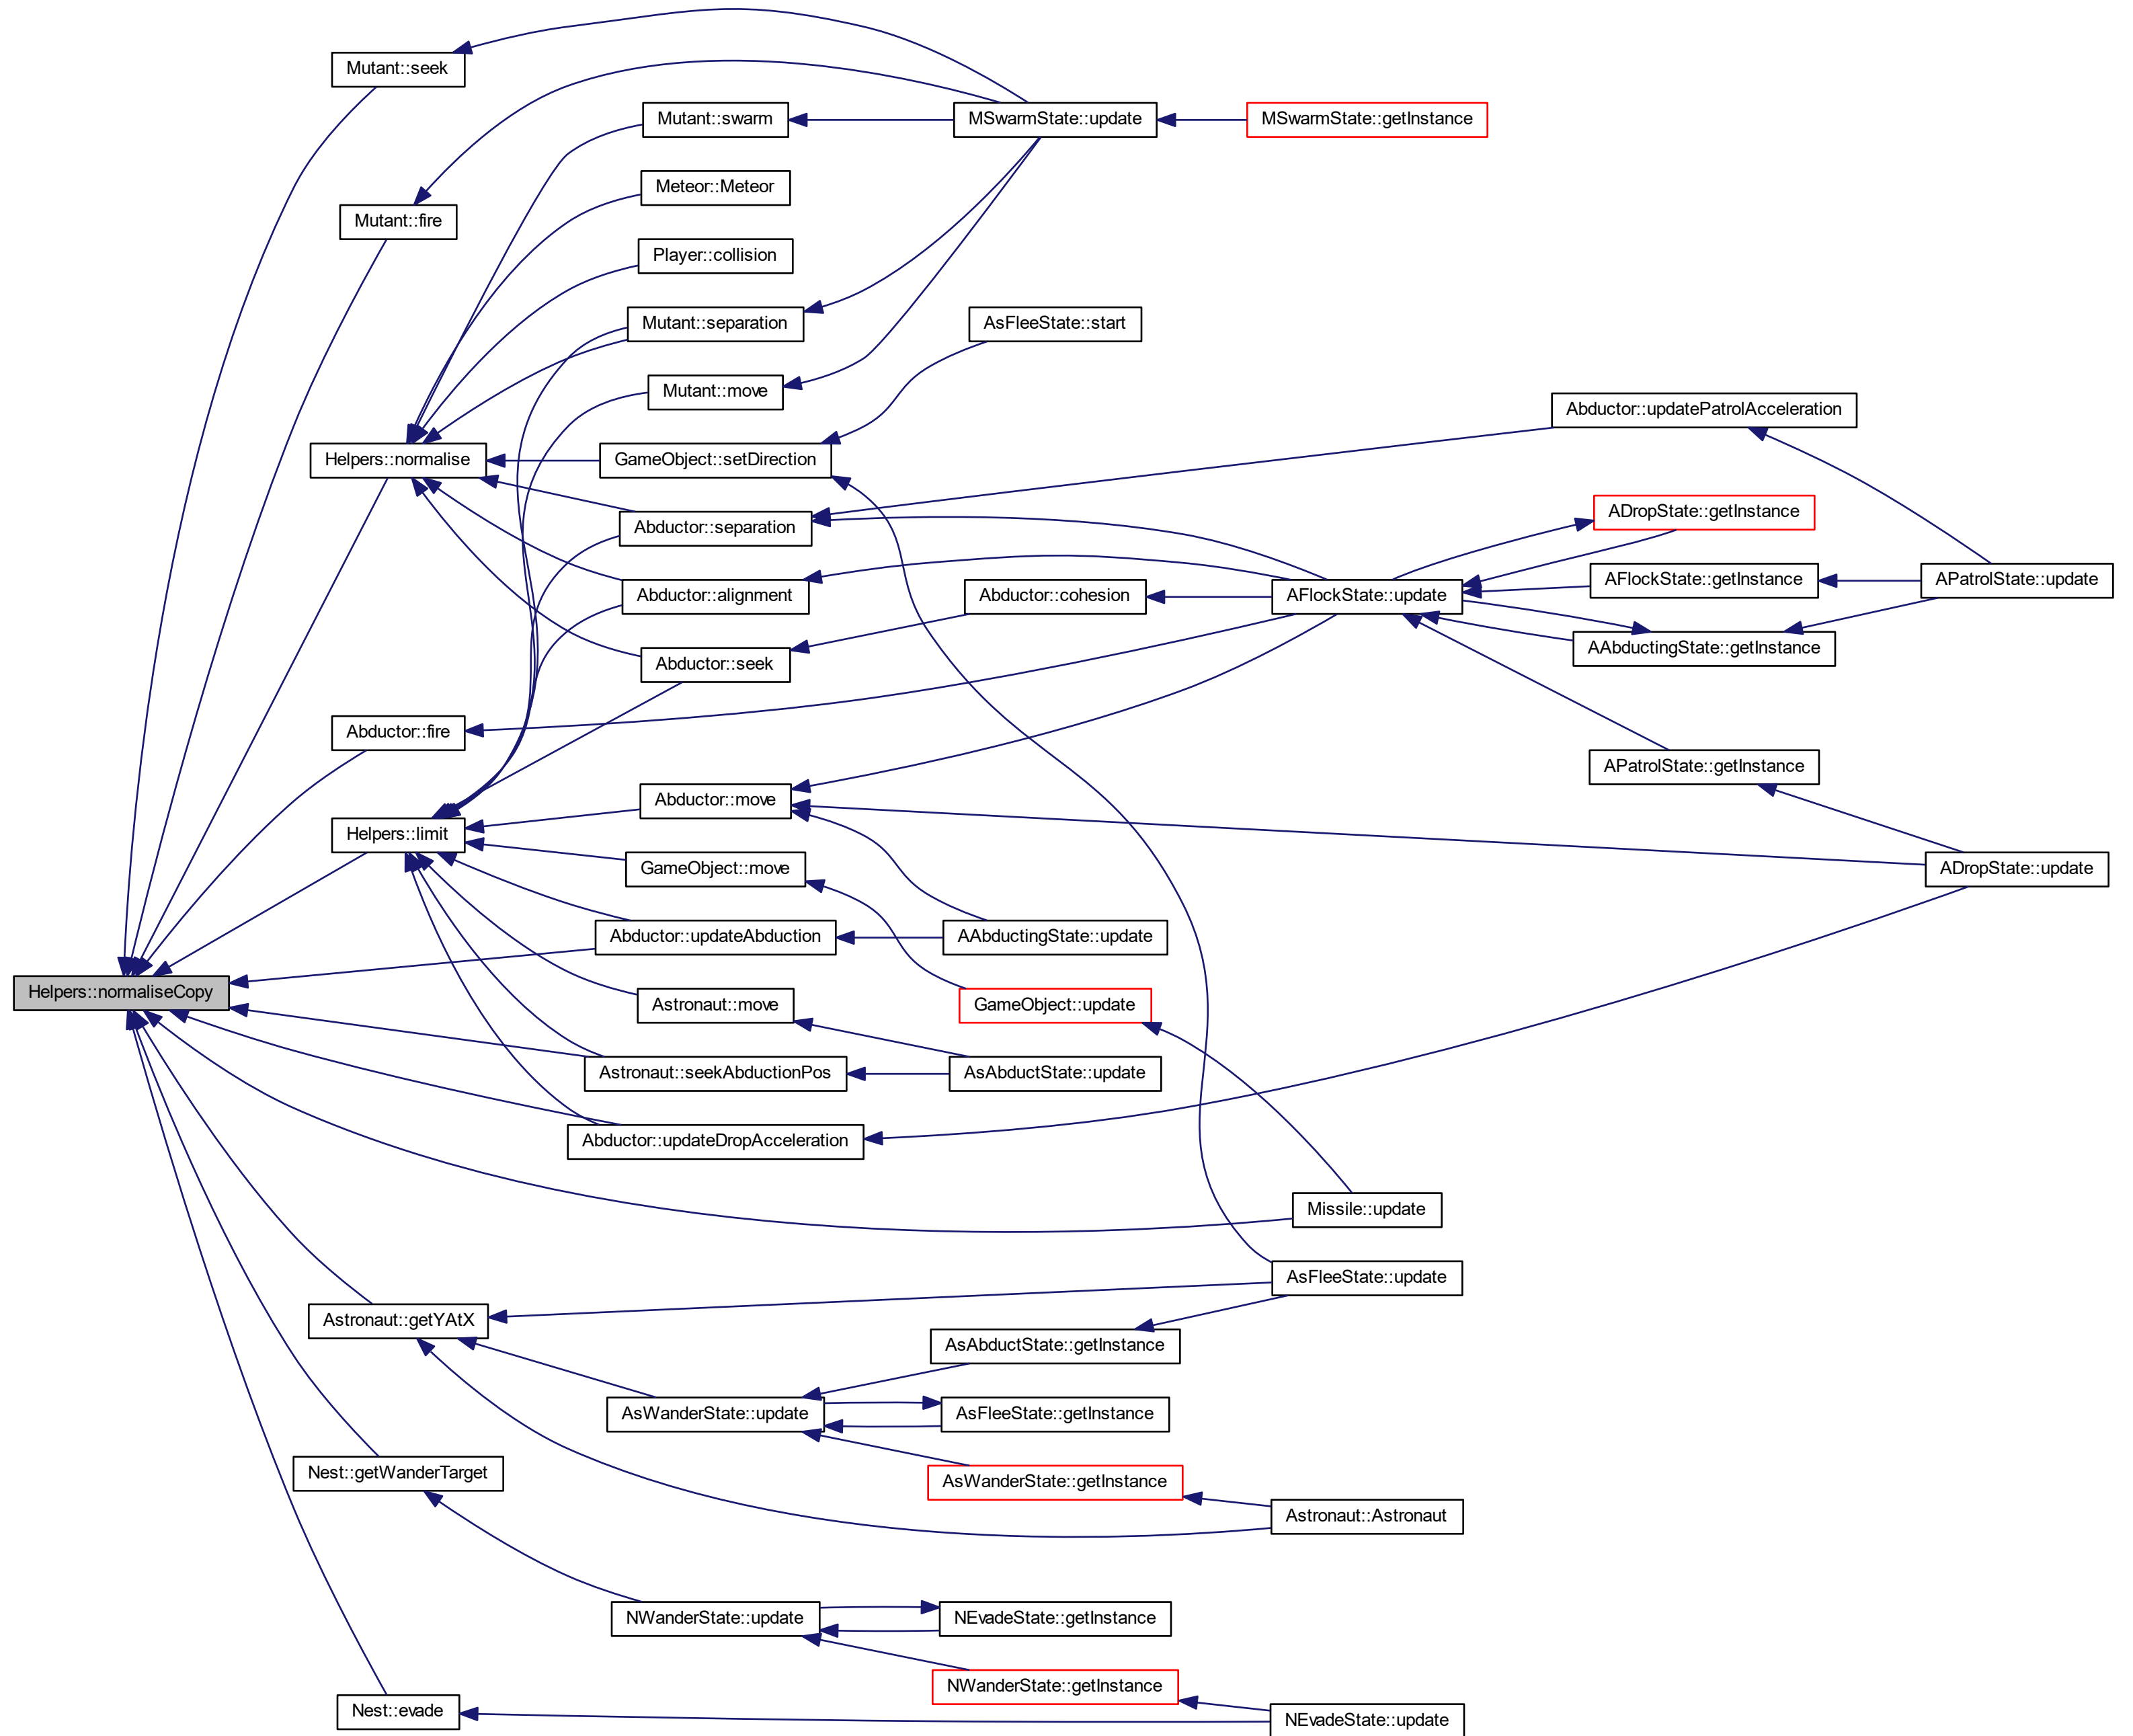 Mutant::seek
Mutant::swarm
MSwarmState::update
MSwarmState::getInstance
Meteor::Meteor
Mutant::fire
Player::collision
Mutant::separation
AsFleeState::start
Mutant::move
Abductor::updatePatrolAcceleration
Helpers::normalise
GameObject::setDirection
Abductor::separation
ADropState::getInstance
Abductor::alignment
Abductor::cohesion
AFlockState::update
AFlockState::getInstance
APatrolState::update
Abductor::seek
AAbductingState::getInstance
Abductor::fire
Abductor::move
APatrolState::getInstance
Helpers::limit
GameObject::move
ADropState::update
Abductor::updateAbduction
AAbductingState::update
Helpers::normaliseCopy
Astronaut::move
GameObject::update
Astronaut::seekAbductionPos
AsAbductState::update
Abductor::updateDropAcceleration
Missile::update
AsFleeState::update
Astronaut::getYAtX
AsAbductState::getInstance
AsWanderState::update
AsFleeState::getInstance
Nest::getWanderTarget
AsWanderState::getInstance
Astronaut::Astronaut
NWanderState::update
NEvadeState::getInstance
NWanderState::getInstance
Nest::evade
NEvadeState::update